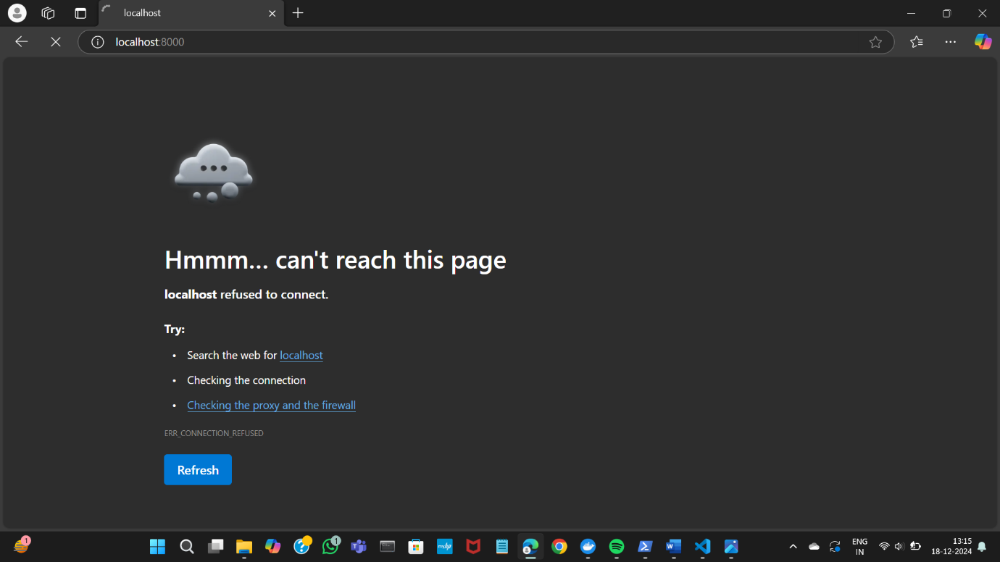 localhost
localhost:8000
Hmmm... can't reach this page
localhost refused to connect.
Try:
• Search the web for localhost
• Checking the connection
• Checking the proxy and the firewall
ERR_CONNECTION_REFUSED
Refresh
1
1
myhp
W
ENG
IN
13:15
18-12-2024